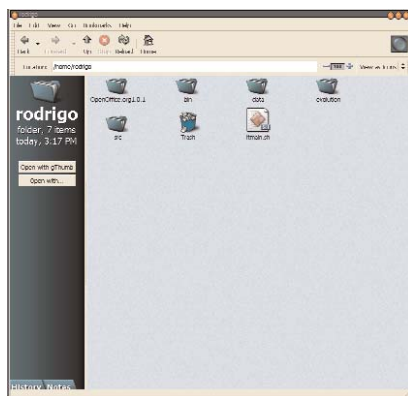 rodrigo
File Edit View Go Bookmarks Help
Back Forward Up Stop Reload Home
Location: /home/rodrigo View as Icons
rodrigo
folder, 7 items
today, 3:17 PM
Open with gThumb
Open with...
OpenOffice.org1.0.1 bin data evolution
src Trash ltmain.sh
History Notes